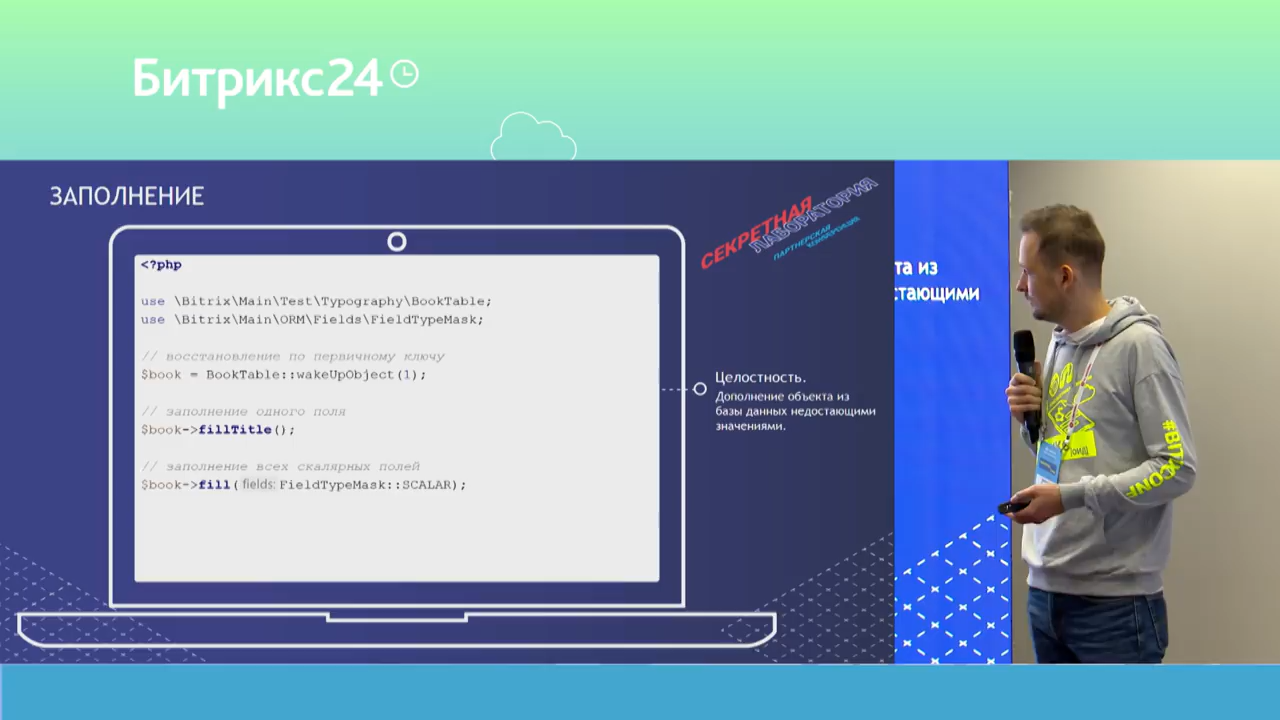 Битрикс24
ЗАПОЛНЕНИЕ
СЕКРЕТНАЯ
ЛАБОРАТОРИЯ
ПАРТНЕРСКАЯ
<?php
use \Bitrix\Main\Test\Typography\BookTable;
use \Bitrix\Main\ORM\Fields\FieldTypeMask;
// восстановление по первичному ключу
$book = BookTable::wakeUpObject(1);
// заполнение одного поля
$book->fillTitle();
// заполнение всех скалярных полей
$book->fill( fields: FieldTypeMask::SCALAR);
Целостность.
Дополнение объекта из
базы данных недостающими
значениями.
та из
стающими
#BITXCONF